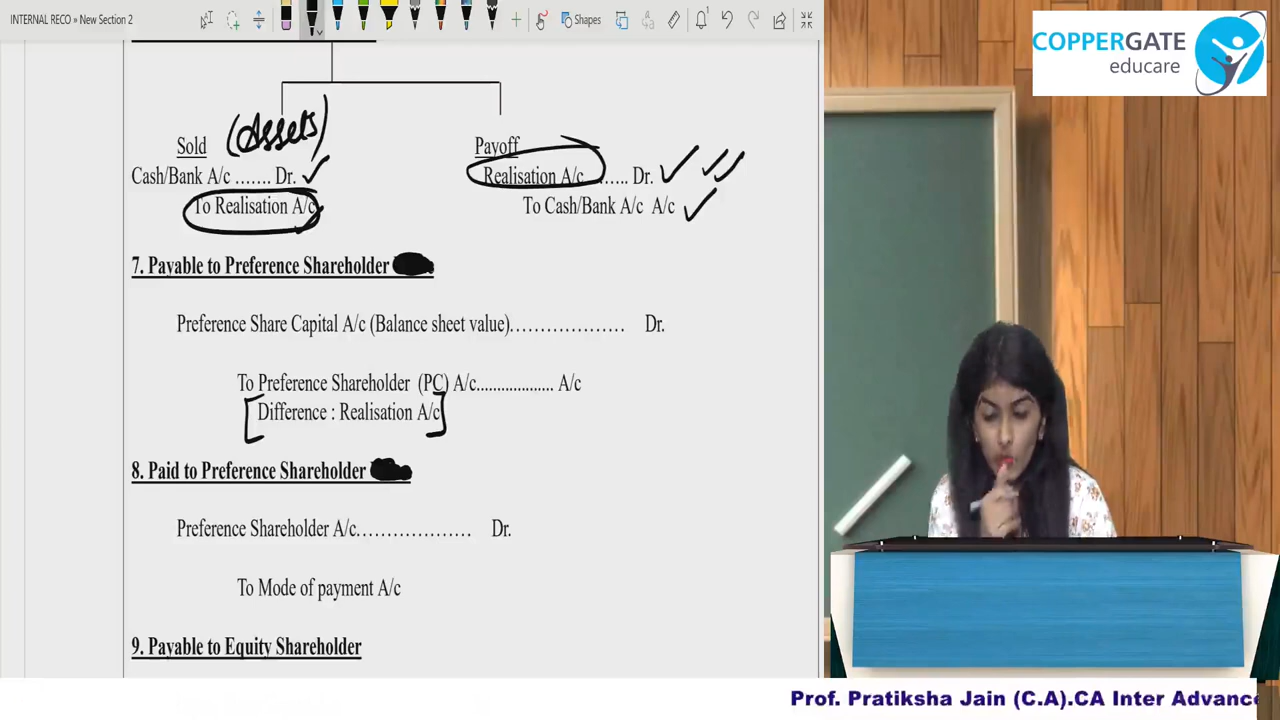 INTERNAL RECO » New Section 2
Shapes
COPPERGATE
educare
(Assets)
Sold
Payoff
Cash/Bank A/c ....... Dr.
Realisation A/c ....... Dr.
To Realisation A/c
To Cash/Bank A/c A/c
7. Payable to Preference Shareholder
Preference Share Capital A/c (Balance sheet value)................... Dr.
To Preference Shareholder (PC) A/c.................. A/c
[Difference : Realisation A/c]
8. Paid to Preference Shareholder
Preference Shareholder A/c................... Dr.
To Mode of payment A/c
9. Payable to Equity Shareholder
Prof. Pratiksha Jain (C.A).CA Inter Advance